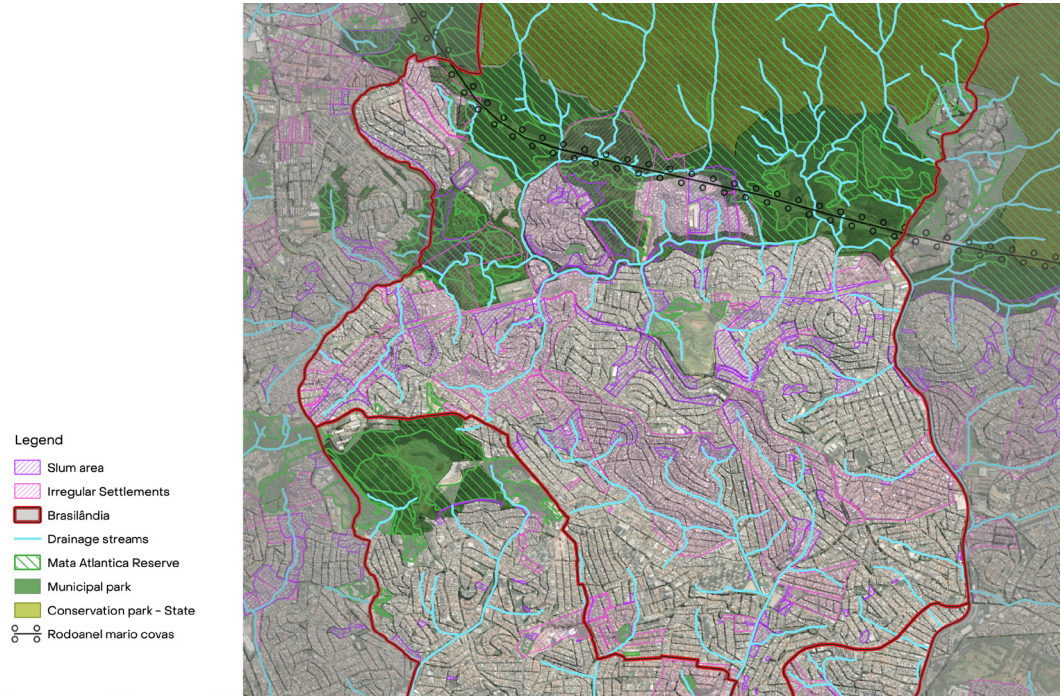 Legend
Slum area
Irregular Settlements
Brasilândia
Drainage streams
Mata Atlantica Reserve
Municipal park
Conservation park - State
Rodoanel mario covas